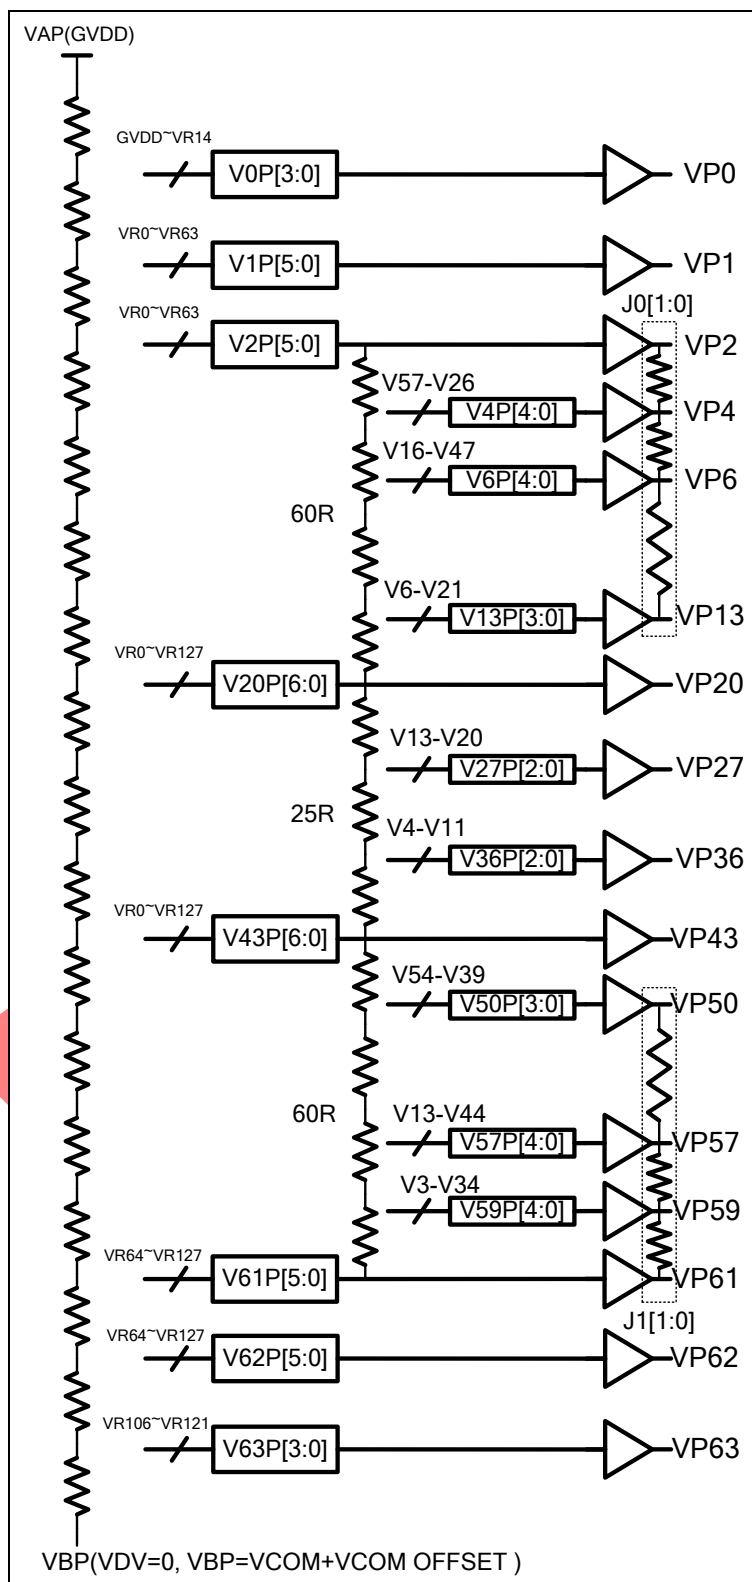 VAP(GVDD)
GVDD~VR14
V0P[3:0]
VP0
VR0~VR63
V1P[5:0]
VP1
J0[1:0]
VR0~VR63
V2P[5:0]
VP2
V57-V26
V4P[4:0]
VP4
V16-V47
V6P[4:0]
VP6
60R
V6-V21
V13P[3:0]
VP13
VR0~VR127
V20P[6:0]
VP20
V13-V20
V27P[2:0]
VP27
25R
V4-V11
V36P[2:0]
VP36
VR0~VR127
V43P[6:0]
VP43
V54-V39
V50P[3:0]
VP50
60R
V13-V44
V57P[4:0]
VP57
V3-V34
V59P[4:0]
VP59
VR64~VR127
V61P[5:0]
VP61
J1[1:0]
VR64~VR127
V62P[5:0]
VP62
VR106~VR121
V63P[3:0]
VP63
VBP(VDV=0, VBP=VCOM+VCOM OFFSET )